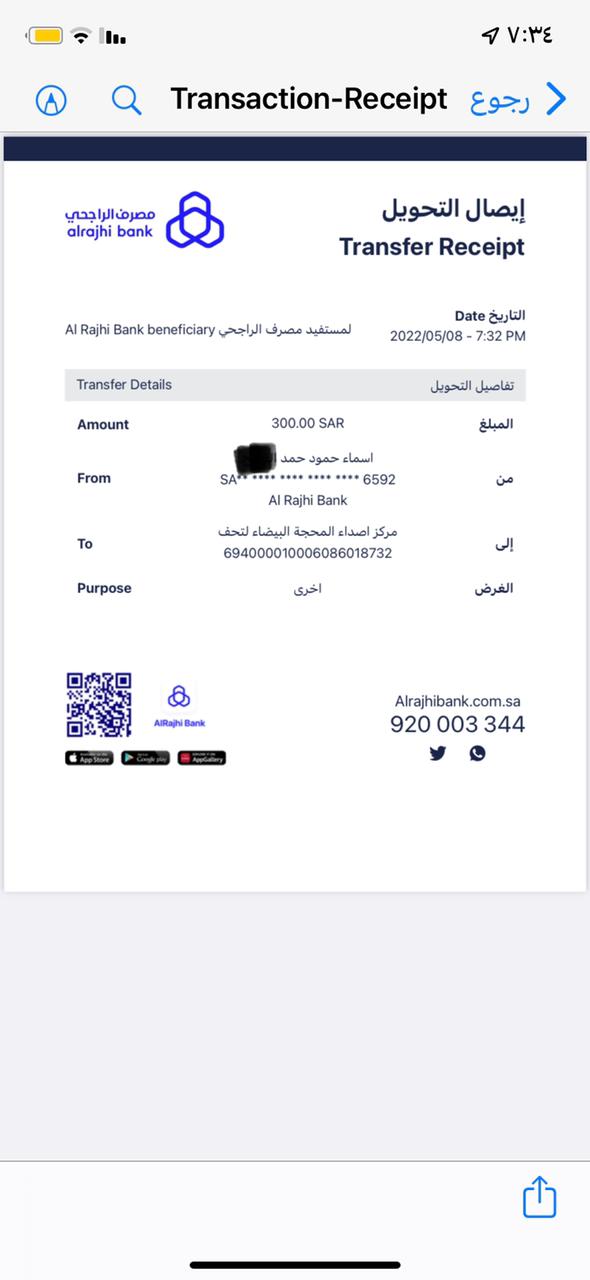 ٧:٣٤
Transaction-Receipt
رجوع
مصرف الراجحي
alrajhi bank
إيصال التحويل
Transfer Receipt
التاريخ Date
2022/05/08 - 7:32 PM
لمستفيد مصرف الراجحي Al Rajhi Bank beneficiary
Transfer Details تفاصيل التحويل
Amount 300.00 SAR المبلغ
اسماء حمود حمد
From SA** **** **** **** **** 6592 من
Al Rajhi Bank
مركز اصداء المحجة البيضاء لتحف
To 694000010006086018732 إلى
Purpose اخرى الغرض
AlRajhi Bank
App Store Google play AppGallery
Alrajhibank.com.sa
920 003 344